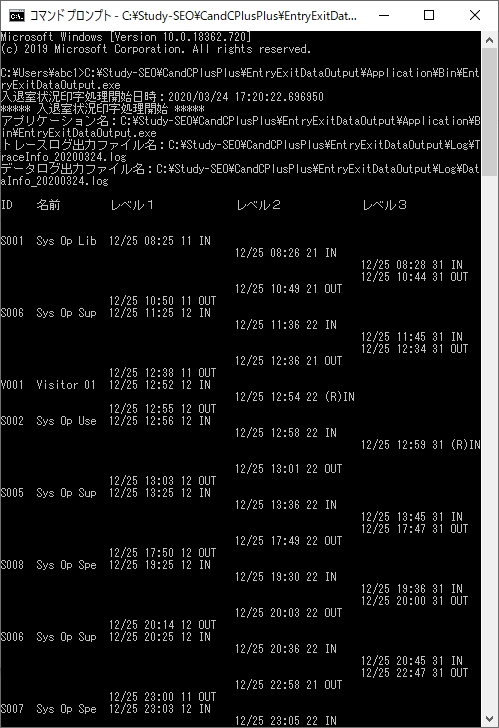 コマンド プロンプト - C:¥Study-SEO¥CandCPlusPlus¥EntryExitDat...
Microsoft Windows [Version 10.0.18362.720]
(c) 2019 Microsoft Corporation. All rights reserved.
C:¥Users¥abc1>C:¥Study-SEO¥CandCPlusPlus¥EntryExitDataOutput¥Application¥Bin¥Ent
ryExitDataOutput.exe
入退室状況印字処理開始日時：2020/03/24 17:20:22.696950
***** 入退室状況印字処理開始 *****
アプリケーション名：C:¥Study-SEO¥CandCPlusPlus¥EntryExitDataOutput¥Application¥B
in¥EntryExitDataOutput.exe
トレースログ出力ファイル名：C:¥Study-SEO¥CandCPlusPlus¥EntryExitDataOutput¥Log¥T
raceInfo_20200324.log
データログ出力ファイル名：C:¥Study-SEO¥CandCPlusPlus¥EntryExitDataOutput¥Log¥Dat
aInfo_20200324.log
ID 名前 レベル１ レベル２ レベル３
S001 Sys Op Lib 12/25 08:25 11 IN
12/25 08:26 21 IN
12/25 08:28 31 IN
12/25 10:44 31 OUT
12/25 10:49 21 OUT
12/25 10:50 11 OUT
S006 Sys Op Sup 12/25 11:25 12 IN
12/25 11:36 22 IN
12/25 11:45 31 IN
12/25 12:34 31 OUT
12/25 12:36 21 OUT
12/25 12:38 11 OUT
V001 Visitor 01 12/25 12:52 12 IN
12/25 12:54 22 (R)IN
12/25 12:55 12 OUT
S002 Sys Op Use 12/25 12:56 12 IN
12/25 12:58 22 IN
12/25 12:59 31 (R)IN
12/25 13:01 22 OUT
12/25 13:03 12 OUT
S005 Sys Op Sup 12/25 13:25 12 IN
12/25 13:36 22 IN
12/25 13:45 31 IN
12/25 17:47 31 OUT
12/25 17:49 22 OUT
12/25 17:50 12 OUT
S008 Sys Op Spe 12/25 19:25 12 IN
12/25 19:30 22 IN
12/25 19:36 31 IN
12/25 20:00 31 OUT
12/25 20:03 22 OUT
12/25 20:14 12 OUT
S006 Sys Op Sup 12/25 20:25 12 IN
12/25 20:36 22 IN
12/25 20:45 31 IN
12/25 22:47 31 OUT
12/25 22:58 21 OUT
12/25 23:00 11 OUT
S007 Sys Op Spe 12/25 23:03 12 IN
12/25 23:05 22 IN